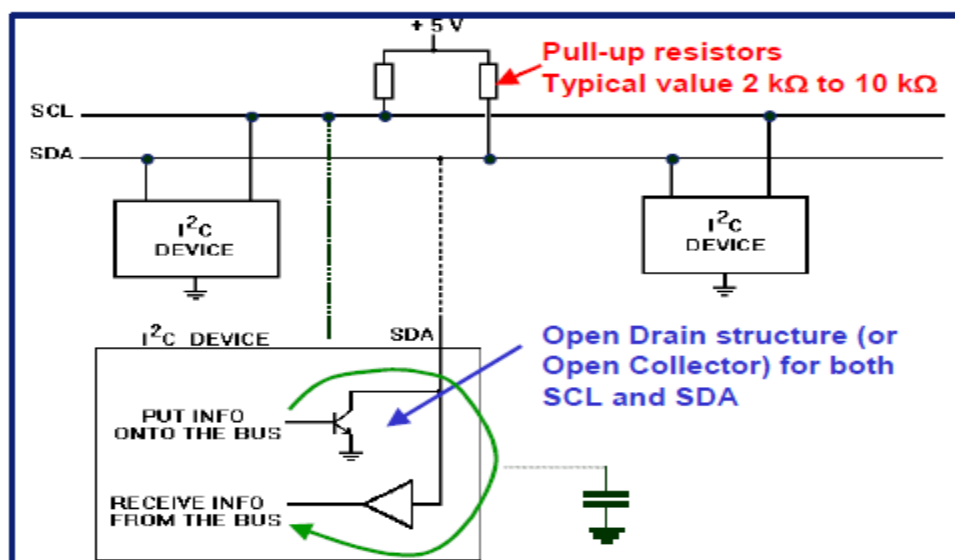 + 5 V
Pull-up resistors
Typical value 2 kΩ to 10 kΩ
SCL
SDA
I²C
DEVICE
I²C
DEVICE
I²C DEVICE
SDA
Open Drain structure (or
Open Collector) for both
SCL and SDA
PUT INFO
ONTO THE BUS
RECEIVE INFO
FROM THE BUS